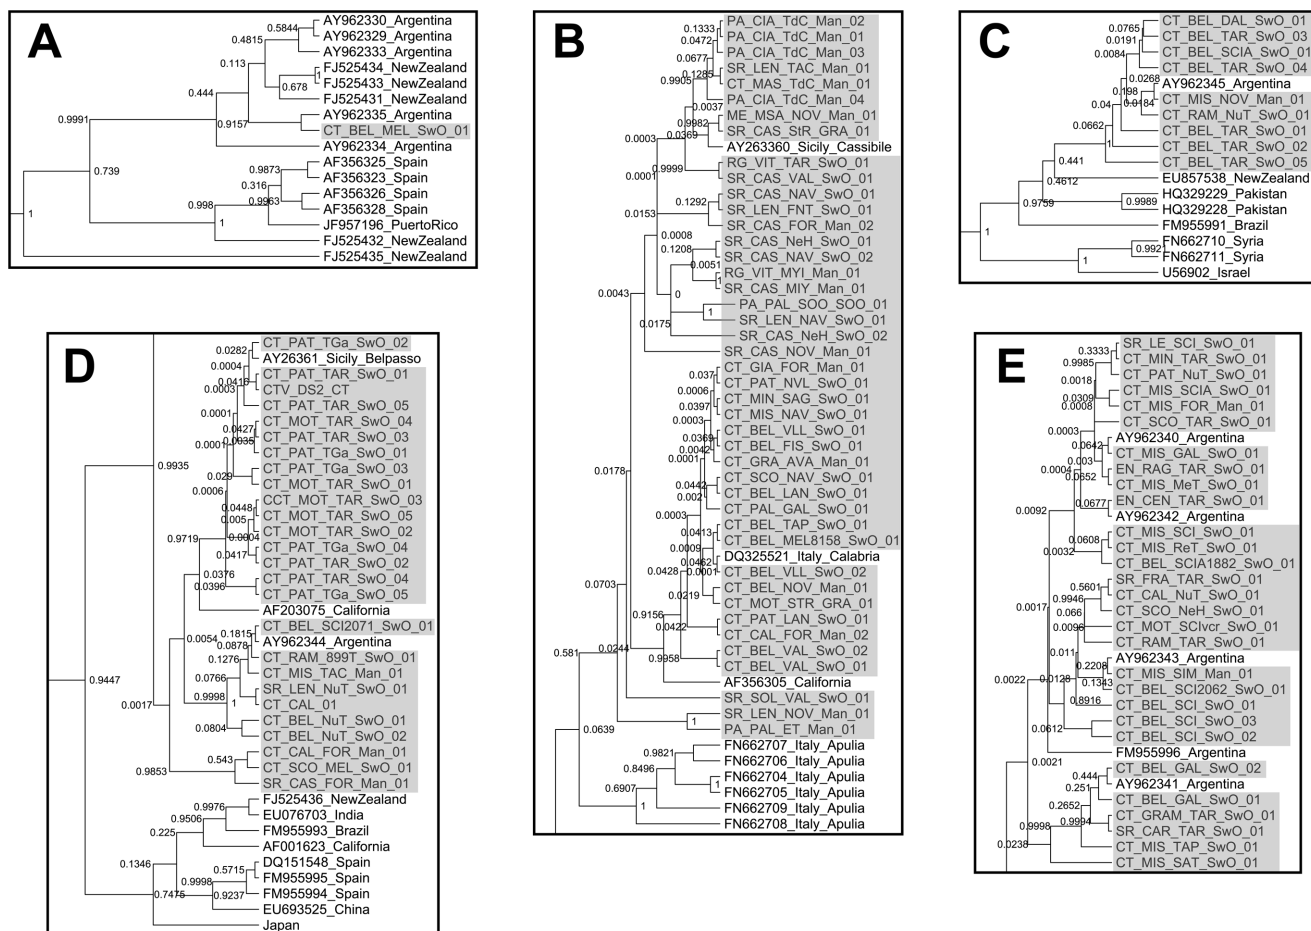 A
AY962330_Argentina
0.5844
AY962329_Argentina
0.4815
AY962333_Argentina
0.113
FJ525434_NewZealand
1
FJ525433_NewZealand
0.678
FJ525431_NewZealand
0.444
AY962335_Argentina
0.9991
0.9157
CT_BEL_MEL_SwO_01
AY962334_Argentina
AF356325_Spain
0.739
0.9873
AF356323_Spain
0.316
AF356326_Spain
0.9963
AF356328_Spain
0.998
1
1
JF957196_PuertoRico
FJ525432_NewZealand
FJ525435_NewZealand
B
PA_CIA_TdC_Man_02
0.1333
PA_CIA_TdC_Man_01
0.0472
PA_CIA_TdC_Man_03
0.0677
SR_LEN_TAC_Man_01
0.1285
0.9905
CT_MAS_TdC_Man_01
PA_CIA_TdC_Man_04
0.0037
ME_MSA_NOV_Man_01
0.9982
SR_CAS_StR_GRA_01
0.0003
0.0369
AY263360_Sicily_Cassibile
RG_VIT_TAR_SwO_01
0.0001
0.9999
SR_CAS_VAL_SwO_01
SR_CAS_NAV_SwO_01
0.1292
SR_LEN_FNT_SwO_01
0.0153
SR_CAS_FOR_Man_02
0.0008
SR_CAS_NeH_SwO_01
0.1208
SR_CAS_NAV_SwO_02
0.0051
RG_VIT_MYI_Man_01
1
SR_CAS_MIY_Man_01
0.0043
0
PA_PAL_SOO_SOO_01
1
SR_LEN_NAV_SwO_01
0.0175
SR_CAS_NeH_SwO_02
SR_CAS_NOV_Man_01
CT_GIA_FOR_Man_01
0.037
CT_PAT_NVL_SwO_01
0.0006
CT_MIN_SAG_SwO_01
0.0397
CT_MIS_NAV_SwO_01
0.0003
CT_BEL_VLL_SwO_01
0.0369
CT_BEL_FIS_SwO_01
0.0042
0.0001
CT_GRA_AVA_Man_01
0.0178
CT_SCO_NAV_SwO_01
0.0442
CT_BEL_LAN_SwO_01
0.002
CT_PAL_GAL_SwO_01
0.0003
CT_BEL_TAP_SwO_01
0.0413
CT_BEL_MEL8158_SwO_01
0.0009
DQ325521_Italy_Calabria
0.0462
0.0428
0.0001
CT_BEL_VLL_SwO_02
0.0703
CT_BEL_NOV_Man_01
0.0219
CT_MOT_STR_GRA_01
0.9156
CT_PAT_LAN_SwO_01
0.0422
CT_CAL_FOR_Man_02
0.581
0.0244
CT_BEL_VAL_SwO_02
0.9958
CT_BEL_VAL_SwO_01
AF356305_California
SR_SOL_VAL_SwO_01
SR_LEN_NOV_Man_01
1
0.0639
PA_PAL_ET_Man_01
FN662707_Italy_Apulia
0.9821
FN662706_Italy_Apulia
0.8496
FN662704_Italy_Apulia
1
0.6907
FN662705_Italy_Apulia
1
FN662709_Italy_Apulia
FN662708_Italy_Apulia
C
CT_BEL_DAL_SwO_01
0.0765
CT_BEL_TAR_SwO_03
0.0191
CT_BEL_SCIA_SwO_01
0.0084
CT_BEL_TAR_SwO_04
0.0268
AY962345_Argentina
0.198
CT_MIS_NOV_Man_01
0.0184
0.04
CT_RAM_NuT_SwO_01
0.0662
CT_BEL_TAR_SwO_01
1
CT_BEL_TAR_SwO_02
0.441
CT_BEL_TAR_SwO_05
0.4612
EU857538_NewZealand
0.9759
HQ329229_Pakistan
0.9989
HQ329228_Pakistan
FM955991_Brazil
1
FN662710_Syria
0.9921
FN662711_Syria
1
U56902_Israel
D
CT_PAT_TGa_SwO_02
0.0282
AY26361_Sicily_Belpasso
0.0004
CT_PAT_TAR_SwO_01
0.0416
0.0003
CTV_DS2_CT
CT_PAT_TAR_SwO_05
0.0001
CT_MOT_TAR_SwO_04
0.0427
CT_PAT_TAR_SwO_03
0.0035
0.0001
CT_PAT_TGa_SwO_01
0.9935
CT_PAT_TGa_SwO_03
0.029
CT_MOT_TAR_SwO_01
0.0006
CCT_MOT_TAR_SwO_03
0.0448
CT_MOT_TAR_SwO_05
0.005
CT_MOT_TAR_SwO_02
0.9719
0.0004
CT_PAT_TGa_SwO_04
0.0417
CT_PAT_TAR_SwO_02
0.0376
CT_PAT_TAR_SwO_04
0.0396
CT_PAT_TGa_SwO_05
AF203075_California
CT_BEL_SCI2071_SwO_01
0.0054
0.1815
AY962344_Argentina
0.0878
CT_RAM_899T_SwO_01
0.1276
CT_MIS_TAC_Man_01
0.9447
0.0766
SR_LEN_NuT_SwO_01
0.9998
1
0.0017
CT_CAL_01
CT_BEL_NuT_SwO_01
0.0804
CT_BEL_NuT_SwO_02
CT_CAL_FOR_Man_01
0.543
CT_SCO_MEL_SwO_01
0.9853
SR_CAS_FOR_Man_01
FJ525436_NewZealand
0.9976
EU076703_India
0.9506
FM955993_Brazil
0.225
AF001623_California
DQ151548_Spain
0.1346
0.5715
FM955995_Spain
0.9998
FM955994_Spain
0.7475
0.9237
EU693525_China
Japan
E
SR_LE_SCI_SwO_01
0.3333
CT_MIN_TAR_SwO_01
0.9985
CT_PAT_NuT_SwO_01
0.0018
CT_MIS_SCIA_SwO_01
0.0309
CT_MIS_FOR_Man_01
0.0008
CT_SCO_TAR_SwO_01
0.0003
AY962340_Argentina
0.0642
CT_MIS_GAL_SwO_01
0.003
EN_RAG_TAR_SwO_01
0.0004
0.0652
CT_MIS_MeT_SwO_01
EN_CEN_TAR_SwO_01
0.0677
AY962342_Argentina
0.0092
CT_MIS_SCI_SwO_01
0.0608
CT_MIS_ReT_SwO_01
0.0032
CT_BEL_SCIA1882_SwO_01
SR_FRA_TAR_SwO_01
0.5601
CT_CAL_NuT_SwO_01
0.9946
0.0017
CT_SCO_NeH_SwO_01
0.066
CT_MOT_SCIvcr_SwO_01
0.0096
CT_RAM_TAR_SwO_01
0.011
AY962343_Argentina
0.2208
CT_MIS_SIM_Man_01
0.0022
0.0128
0.1343
CT_BEL_SCI2062_SwO_01
0.8916
CT_BEL_SCI_SwO_01
CT_BEL_SCI_SwO_03
0.0612
CT_BEL_SCI_SwO_02
FM955996_Argentina
0.0021
CT_BEL_GAL_SwO_02
0.444
AY962341_Argentina
0.251
CT_BEL_GAL_SwO_01
0.2652
CT_GRAM_TAR_SwO_01
0.9994
0.9998
SR_CAR_TAR_SwO_01
0.0238
CT_MIS_TAP_SwO_01
CT_MIS_SAT_SwO_01